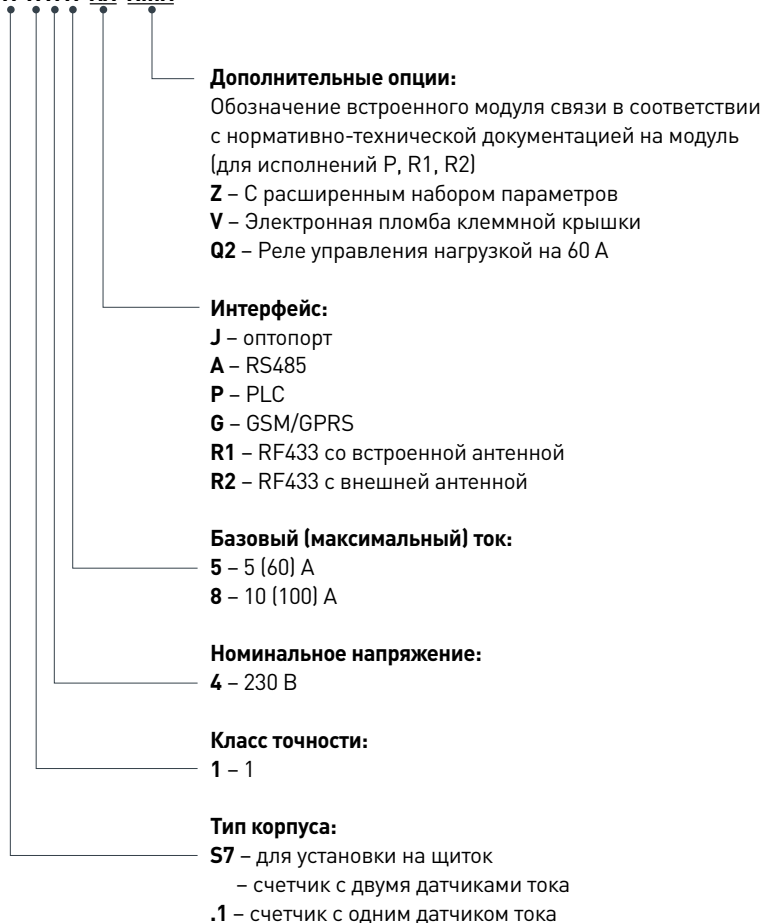 Дополнительные опции:
Обозначение встроенного модуля связи в соответствии
с нормативно-технической документацией на модуль
(для исполнений P, R1, R2)
Z – С расширенным набором параметров
V – Электронная пломба клеммной крышки
Q2 – Реле управления нагрузкой на 60 А
Интерфейс:
J – оптопорт
A – RS485
P – PLC
G – GSM/GPRS
R1 – RF433 со встроенной антенной
R2 – RF433 с внешней антенной
Базовый (максимальный) ток:
5 – 5 (60) А
8 – 10 (100) А
Номинальное напряжение:
4 – 230 В
Класс точности:
1 – 1
Тип корпуса:
S7 – для установки на щиток
– счетчик с двумя датчиками тока
.1 – счетчик с одним датчиком тока